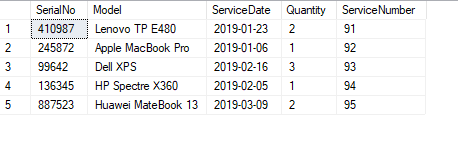 SerialNo Model ServiceDate Quantity ServiceNumber
1 410987 Lenovo TP E480 2019-01-23 2 91
2 245872 Apple MacBook Pro 2019-01-06 1 92
3 99642 Dell XPS 2019-02-16 3 93
4 136345 HP Spectre X360 2019-02-05 1 94
5 887523 Huawei MateBook 13 2019-03-09 2 95